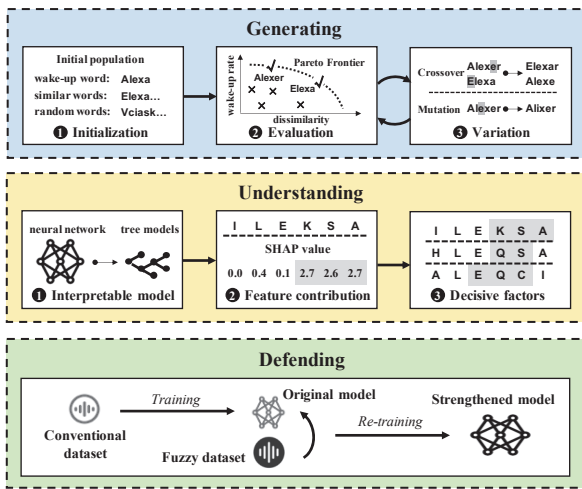 Generating
Initial population
wake-up word: Alexa
similar words: Elexa...
random words: Vciask...
❶ Initialization
wake-up rate
Pareto Frontier
Alexer
Elexa
dissimilarity
❷ Evaluation
Crossover Alexer Elexar
Elexa Alexe
Mutation Alexer Alixer
❸ Variation
Understanding
neural network tree models
❶ Interpretable model
I L E K S A
SHAP value
0.0 0.4 0.1 2.7 2.6 2.7
❷ Feature contribution
I L E K S A
H L E Q S A
A L E Q C I
❸ Decisive factors
Defending
Conventional
dataset
Training
Original model
Fuzzy dataset
Re-training
Strengthened model